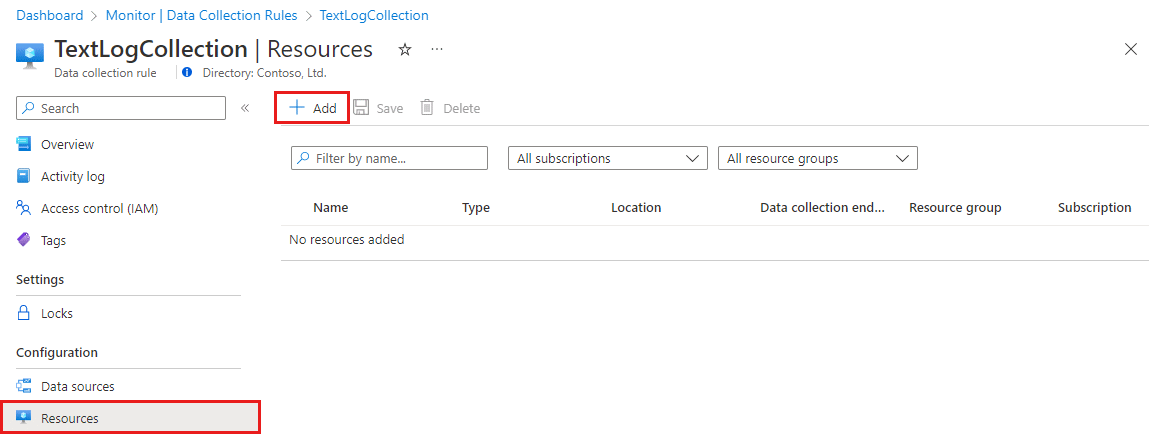 Dashboard > Monitor | Data Collection Rules > TextLogCollection
TextLogCollection | Resources
Data collection rule
Directory: Contoso, Ltd.
Search
Overview
Activity log
Access control (IAM)
Tags
Settings
Locks
Configuration
Data sources
Resources
Add Save Delete
Filter by name...
All subscriptions
All resource groups
Name Type Location Data collection end... Resource group Subscription
No resources added